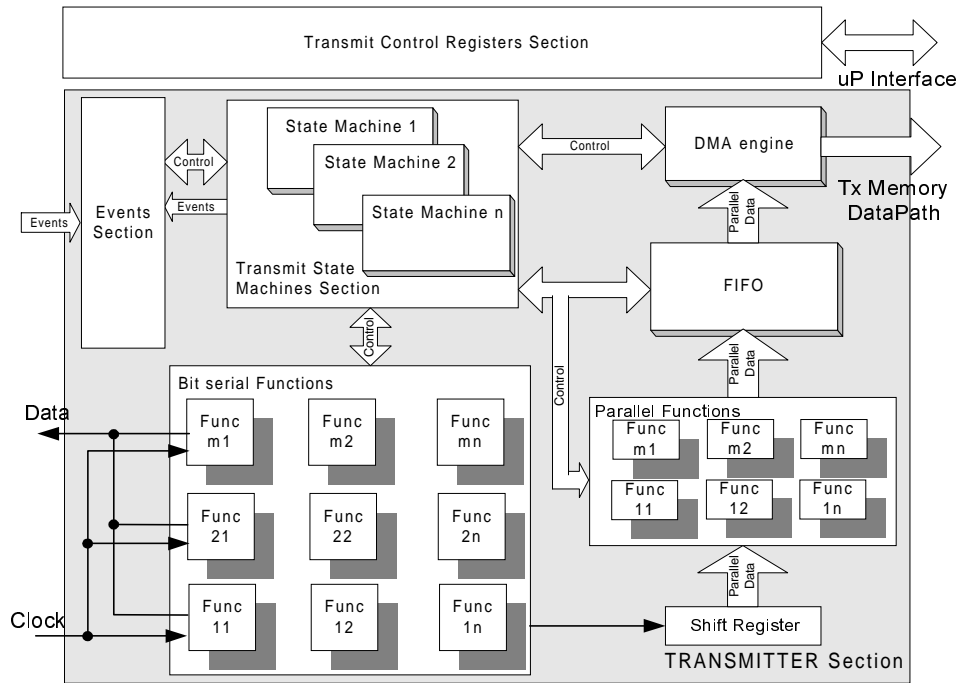 Transmit Control Registers Section
uP Interface
State Machine 1
State Machine 2
State Machine n
Transmit State
Machines Section
Control
Events
Events
Events
Section
Control
DMA engine
Tx Memory
DataPath
Parallel
Data
FIFO
Parallel
Data
Control
Control
Bit serial Functions
Func
m1
Func
m2
Func
mn
Func
21
Func
22
Func
2n
Func
11
Func
12
Func
1n
Data
Clock
Parallel Functions
Func
m1
Func
m2
Func
mn
Func
11
Func
12
Func
1n
Parallel
Data
Shift Register
TRANSMITTER Section